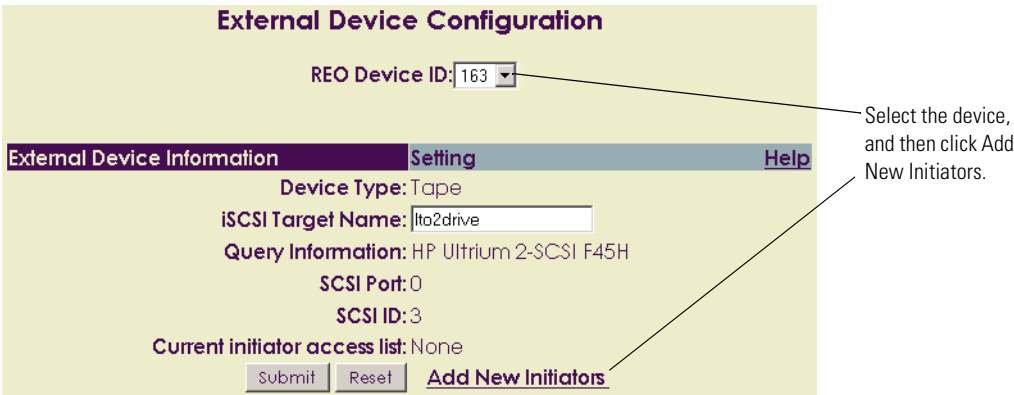 External Device Configuration
REO Device ID: 163
Select the device,
and then click Add
New Initiators.
External Device Information Setting Help
Device Type: Tape
iSCSI Target Name: lto2drive
Query Information: HP Ultrium 2-SCSI F45H
SCSI Port: 0
SCSI ID: 3
Current initiator access list: None
Submit Reset Add New Initiators